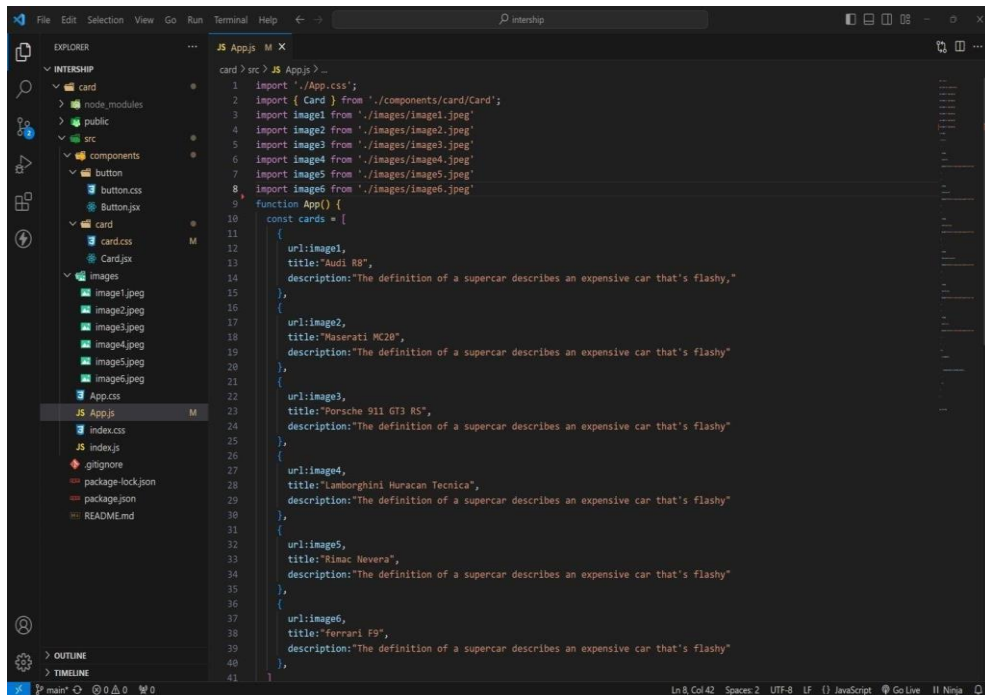 File Edit Selection View Go Run Terminal Help
intership
EXPLORER
JS App.js M
INTERSHIP
card
node_modules
public
src
components
button
button.css
Button.jsx
card
card.css M
Card.jsx
images
image1.jpeg
image2.jpeg
image3.jpeg
image4.jpeg
image5.jpeg
image6.jpeg
App.css
JS App.js M
index.css
JS index.js
.gitignore
package-lock.json
package.json
README.md
OUTLINE
TIMELINE
card > src > JS App.js > ...
1 import './App.css';
2 import { Card } from './components/card/Card';
3 import image1 from './images/image1.jpeg'
4 import image2 from './images/image2.jpeg'
5 import image3 from './images/image3.jpeg'
6 import image4 from './images/image4.jpeg'
7 import image5 from './images/image5.jpeg'
8 import image6 from './images/image6.jpeg'
9 function App() {
10 const cards = [
11 {
12 url:image1,
13 title:"Audi R8",
14 description:"The definition of a supercar describes an expensive car that's flashy,"
15 },
16 {
17 url:image2,
18 title:"Maserati MC20",
19 description:"The definition of a supercar describes an expensive car that's flashy"
20 },
21 {
22 url:image3,
23 title:"Porsche 911 GT3 RS",
24 description:"The definition of a supercar describes an expensive car that's flashy"
25 },
26 {
27 url:image4,
28 title:"Lamborghini Huracan Tecnica",
29 description:"The definition of a supercar describes an expensive car that's flashy"
30 },
31 {
32 url:image5,
33 title:"Rimac Nevera",
34 description:"The definition of a supercar describes an expensive car that's flashy"
35 },
36 {
37 url:image6,
38 title:"ferrari F9",
39 description:"The definition of a supercar describes an expensive car that's flashy"
40 },
41 ]
main* 0 0 0 Ln 8, Col 42 Spaces: 2 UTF-8 LF {} JavaScript Go Live Ninja